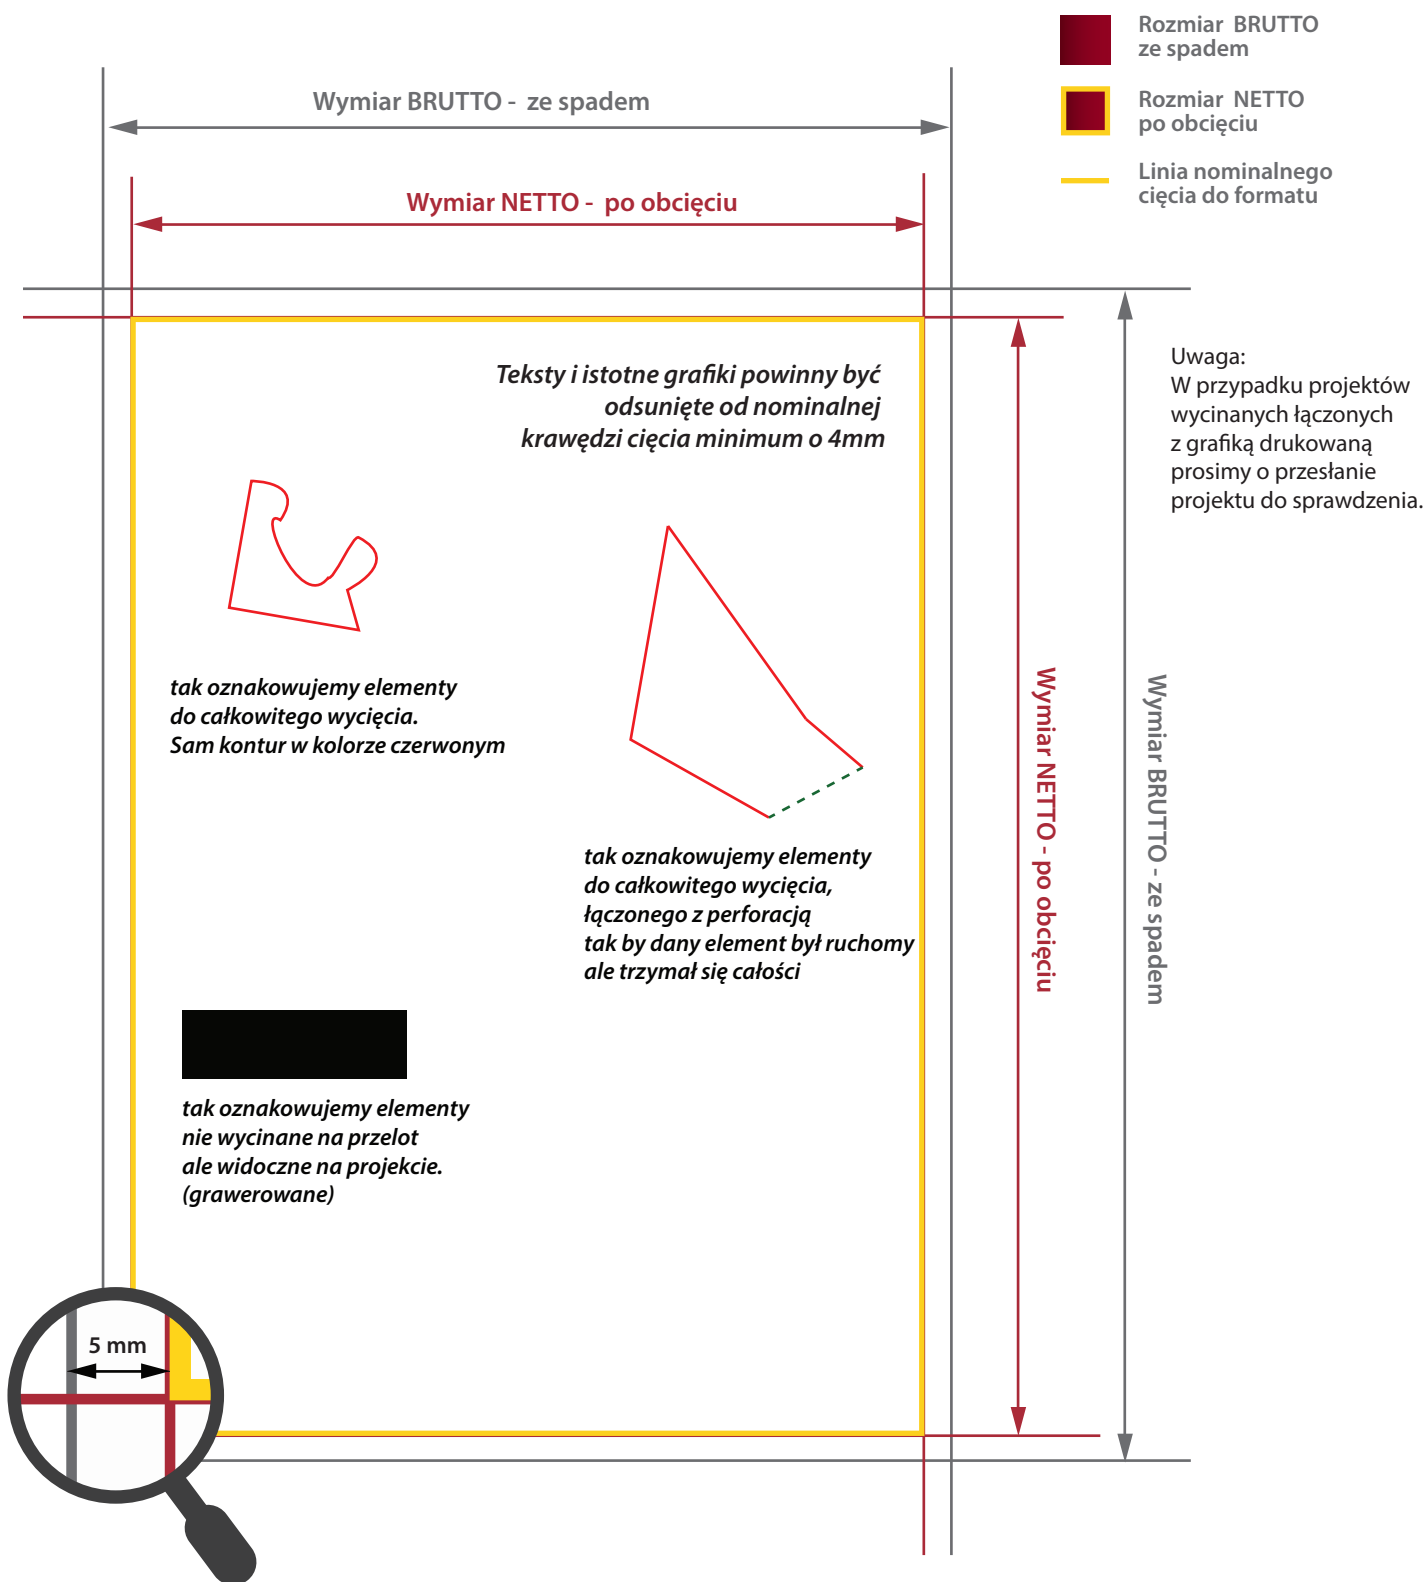 Rozmiar BRUTTO
ze spadem
Wymiar BRUTTO - ze spadem
Rozmiar NETTO
po obcięciu
Linia nominalnego
cięcia do formatu
Wymiar NETTO - po obcięciu
Uwaga:
W przypadku projektów
wycinanych łączonych
z grafiką drukowaną
prosimy o przesłanie
projektu do sprawdzenia.
Teksty i istotne grafiki powinny być
odsunięte od nominalnej
krawędzi cięcia minimum o 4mm
tak oznakowujemy elementy
do całkowitego wycięcia.
Sam kontur w kolorze czerwonym
Wymiar NETTO - po obcięciu
Wymiar BRUTTO - ze spadem
tak oznakowujemy elementy
do całkowitego wycięcia,
łączonego z perforacją
tak by dany element był ruchomy
ale trzymał się całości
tak oznakowujemy elementy
nie wycinane na przelot
ale widoczne na projekcie.
(grawerowane)
5 mm